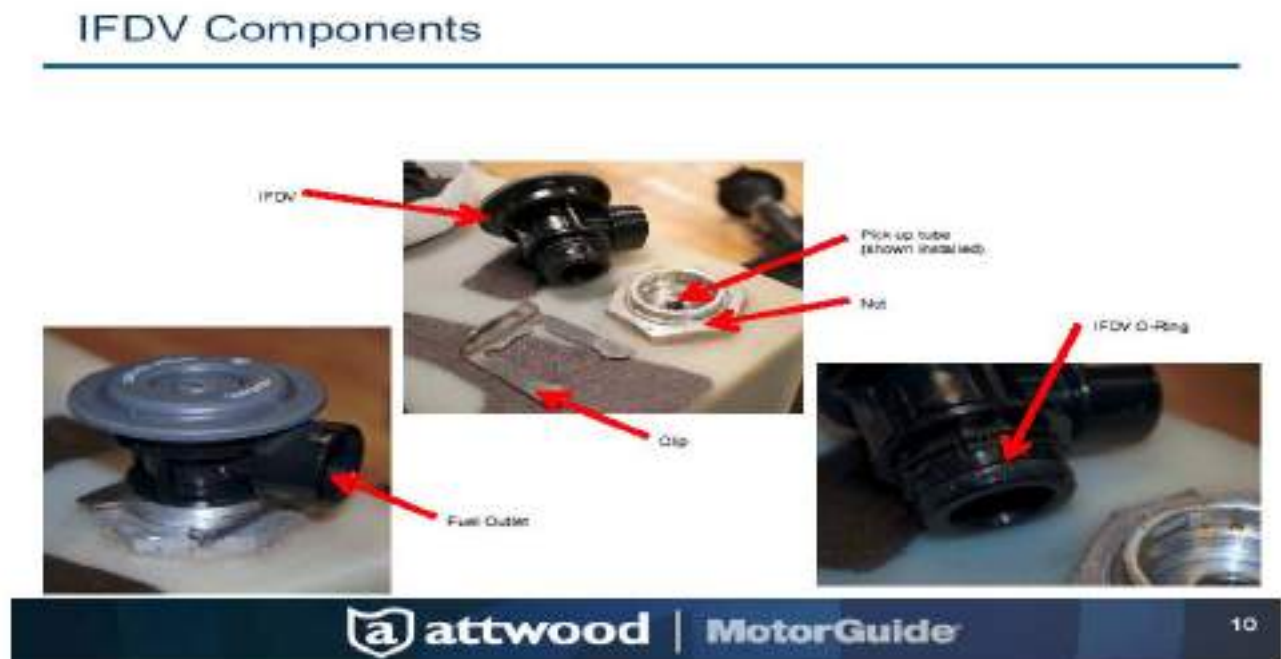 IFDV Components
IFDV
Pick-up tube
(shown installed)
Nut
IFDV O-Ring
Clip
Fuel Outlet
a attwood | MotorGuide
10